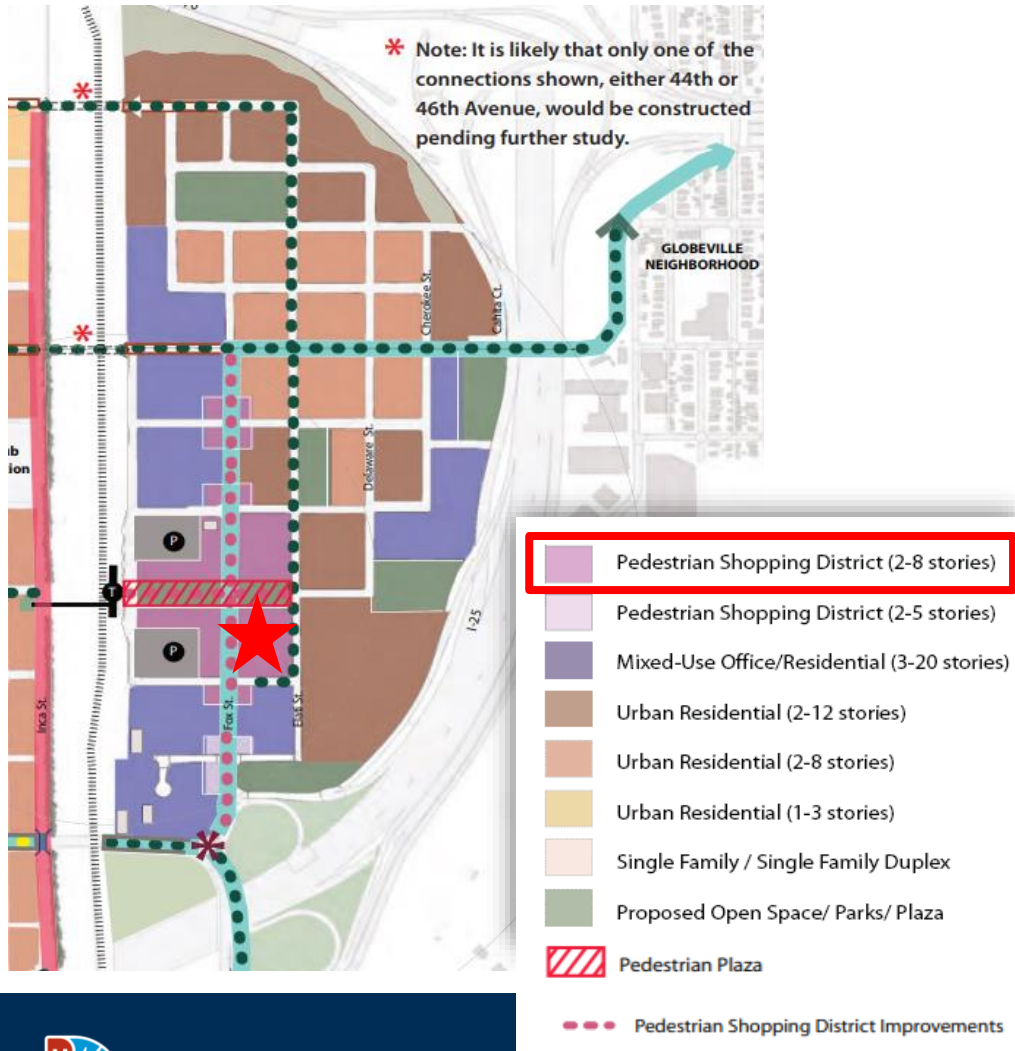 * Note: It is likely that only one of the
connections shown, either 44th or
46th Avenue, would be constructed
pending further study.
*
GLOBEVILLE
NEIGHBORHOOD
Cherokee St.
*
Delaware St.
P
T
P
I-25
Inca St.
Fox St.
Elati St.
Pedestrian Shopping District (2-8 stories)
Pedestrian Shopping District (2-5 stories)
Mixed-Use Office/Residential (3-20 stories)
Urban Residential (2-12 stories)
Urban Residential (2-8 stories)
Urban Residential (1-3 stories)
Single Family / Single Family Duplex
Proposed Open Space/ Parks/ Plaza
Pedestrian Plaza
Pedestrian Shopping District Improvements